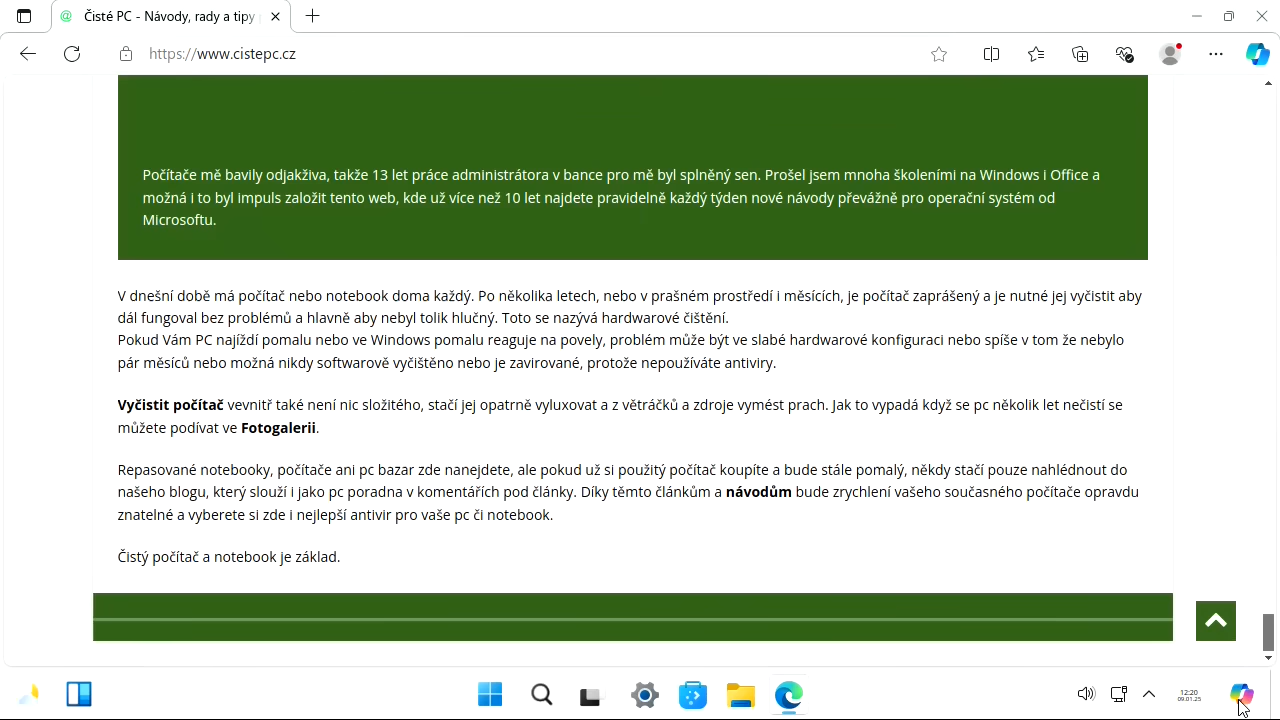 Čisté PC - Návody, rady a tipy
https://www.cistepc.cz
Počítače mě bavily odjakživa, takže 13 let práce administrátora v bance pro mě byl splněný sen. Prošel jsem mnoha školeními na Windows i Office a
možná i to byl impuls založit tento web, kde už více než 10 let najdete pravidelně každý týden nové návody převážně pro operační systém od
Microsoftu.
V dnešní době má počítač nebo notebook doma každý. Po několika letech, nebo v prašném prostředí i měsících, je počítač zaprášený a je nutné jej vyčistit aby
dál fungoval bez problémů a hlavně aby nebyl tolik hlučný. Toto se nazývá hardwarové čištění.
Pokud Vám PC najíždí pomalu nebo ve Windows pomalu reaguje na povely, problém může být ve slabé hardwarové konfiguraci nebo spíše v tom že nebylo
pár měsíců nebo možná nikdy softwarově vyčištěno nebo je zavirované, protože nepoužíváte antiviry.
Vyčistit počítač vevnitř také není nic složitého, stačí jej opatrně vyluxovat a z větráčků a zdroje vymést prach. Jak to vypadá když se pc několik let nečistí se
můžete podívat ve Fotogalerii.
Repasované notebooky, počítače ani pc bazar zde nanejdete, ale pokud už si použitý počítač koupíte a bude stále pomalý, někdy stačí pouze nahlédnout do
našeho blogu, který slouží i jako pc poradna v komentářích pod články. Díky těmto článkům a návodům bude zrychlení vašeho současného počítače opravdu
znatelné a vyberete si zde i nejlepší antivir pro vaše pc či notebook.
Čistý počítač a notebook je základ.
12:20
09.01.25